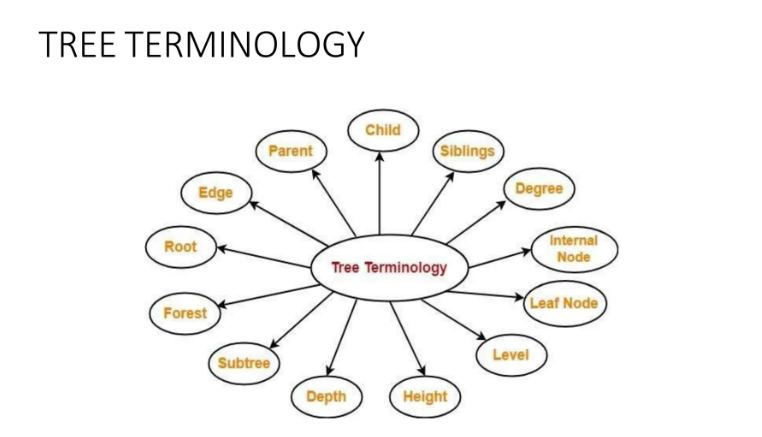 TREE TERMINOLOGY
Child
Parent
Siblings
Edge
Degree
Root
Internal
Node
Tree Terminology
Forest
Leaf Node
Subtree
Level
Depth
Height